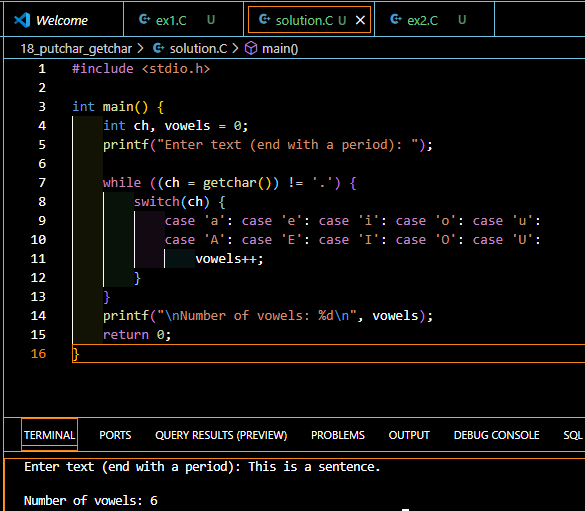 Welcome ex1.C U solution.C U ex2.C U
18_putchar_getchar > solution.C > main()
1 #include <stdio.h>
2
3 int main() {
4     int ch, vowels = 0;
5     printf("Enter text (end with a period): ");
6
7     while ((ch = getchar()) != '.') {
8         switch(ch) {
9             case 'a': case 'e': case 'i': case 'o': case 'u':
10             case 'A': case 'E': case 'I': case 'O': case 'U':
11                 vowels++;
12         }
13     }
14     printf("\nNumber of vowels: %d\n", vowels);
15     return 0;
16 }
TERMINAL PORTS QUERY RESULTS (PREVIEW) PROBLEMS OUTPUT DEBUG CONSOLE SQL
Enter text (end with a period): This is a sentence.
Number of vowels: 6